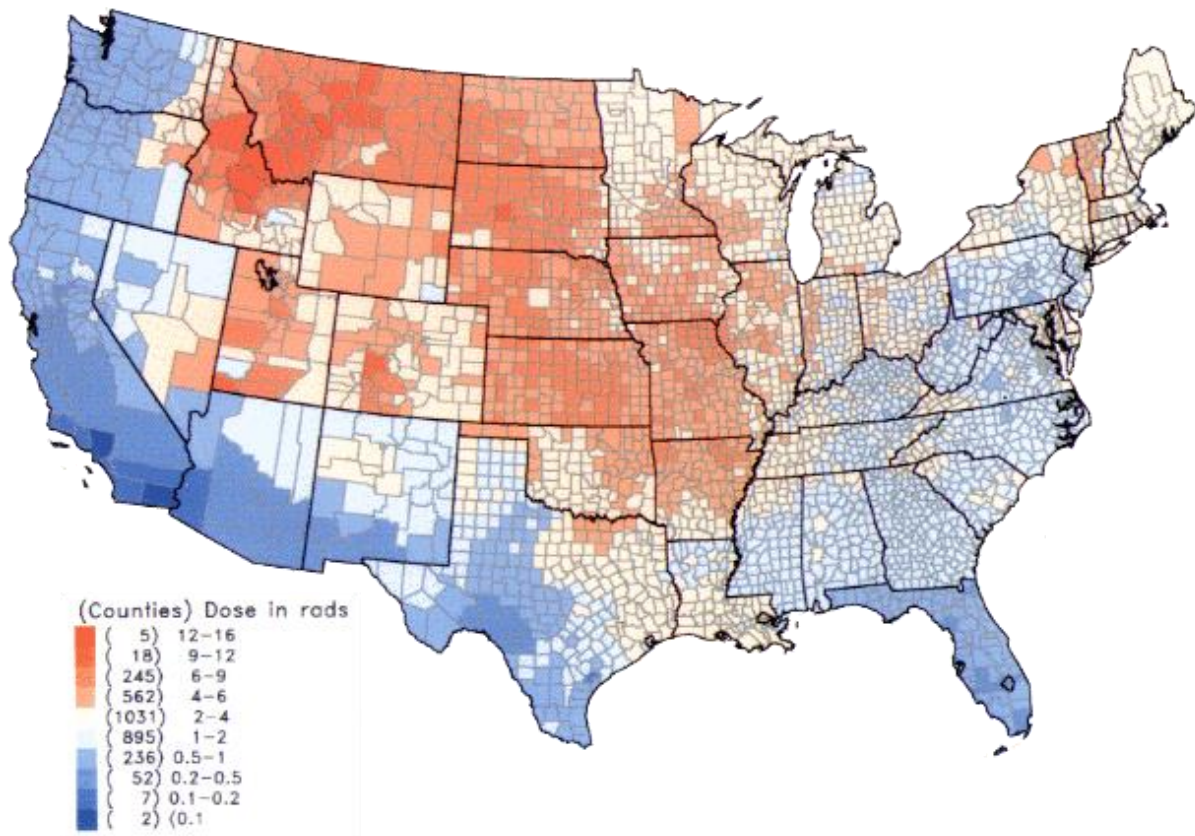 (Counties) Dose in rads
( 5) 12-16
( 18) 9-12
( 245) 6-9
( 562) 4-6
(1031) 2-4
( 895) 1-2
( 236) 0.5-1
( 52) 0.2-0.5
( 7) 0.1-0.2
( 2) <0.1